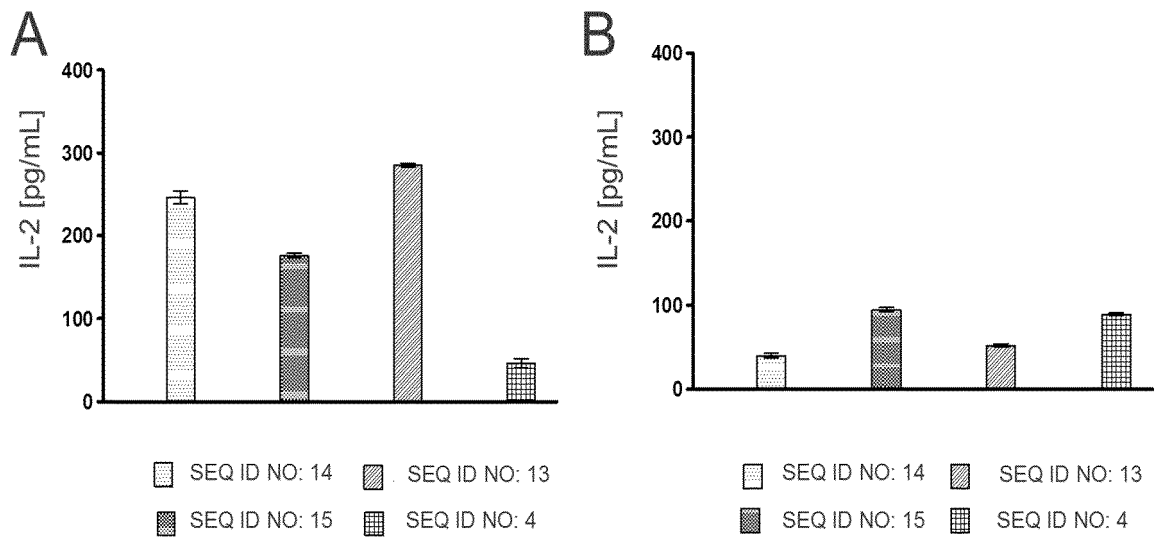 A
IL-2 [pg/mL]
400
300
200
100
0
SEQ ID NO: 14
SEQ ID NO: 13
SEQ ID NO: 15
SEQ ID NO: 4
B
IL-2 [pg/mL]
400
300
200
100
0
SEQ ID NO: 14
SEQ ID NO: 13
SEQ ID NO: 15
SEQ ID NO: 4